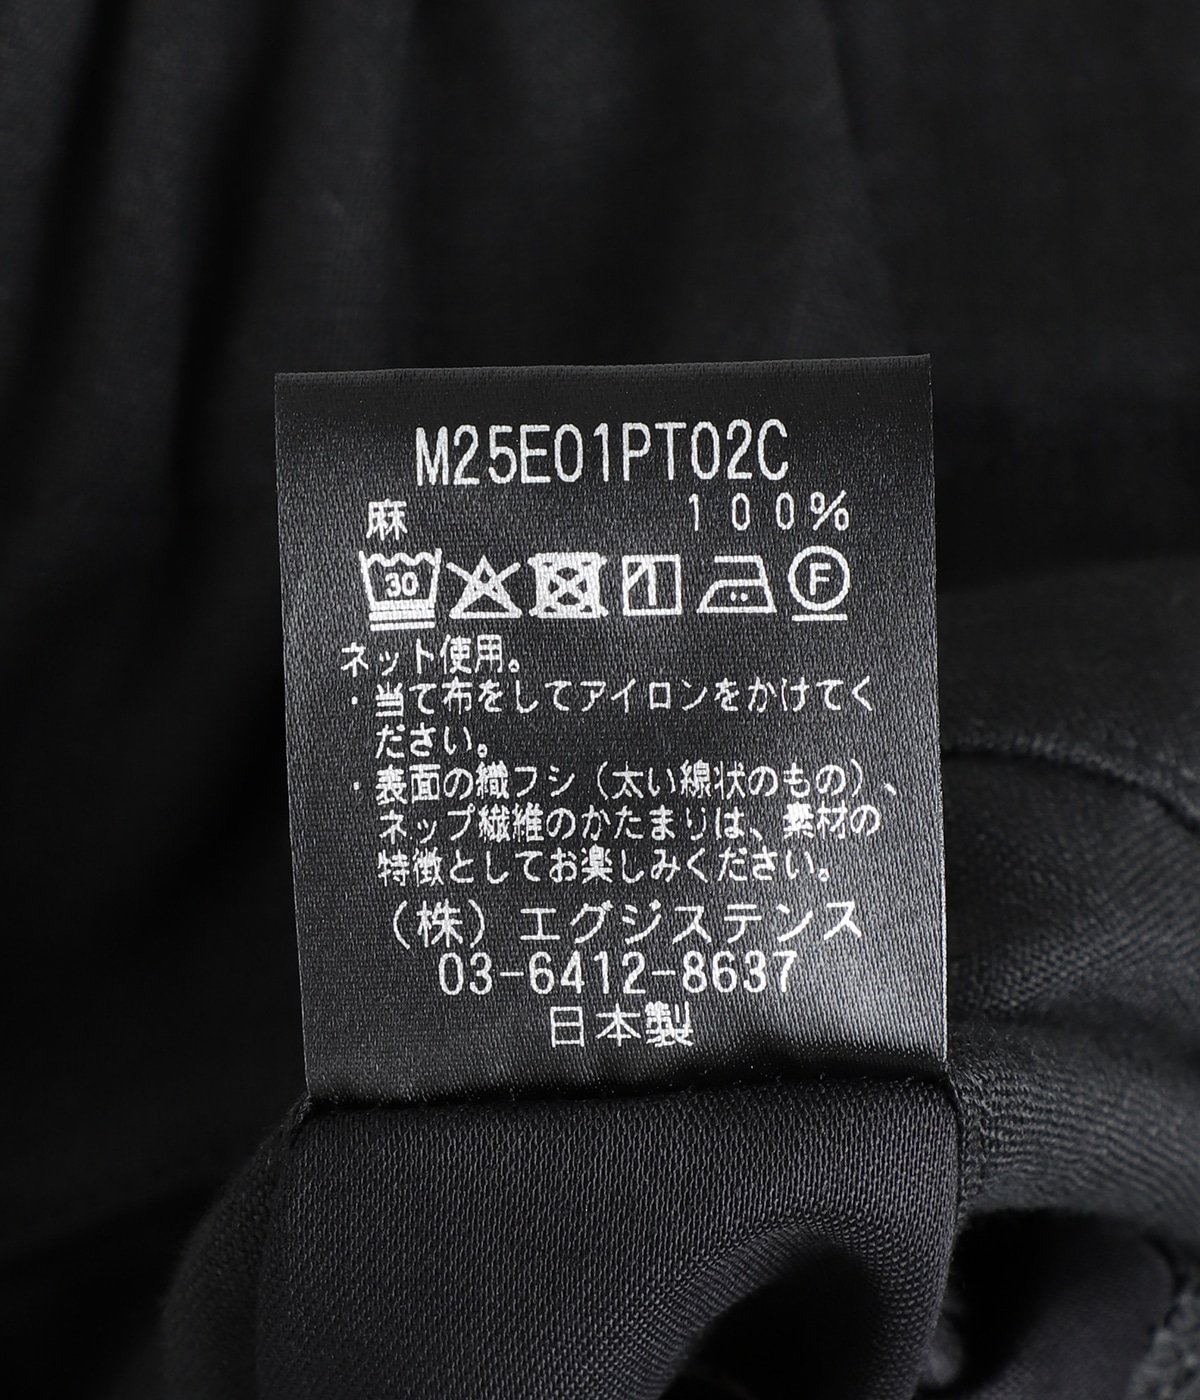 M25E01PT02C
麻 100%
30 F
ネット使用。
・当て布をしてアイロンをかけてく
ださい。
・表面の織フシ（太い線状のもの）、
ネップ繊維のかたまりは、素材の
特徴としてお楽しみください。
（株）エグジステンス
03-6412-8637
日本製